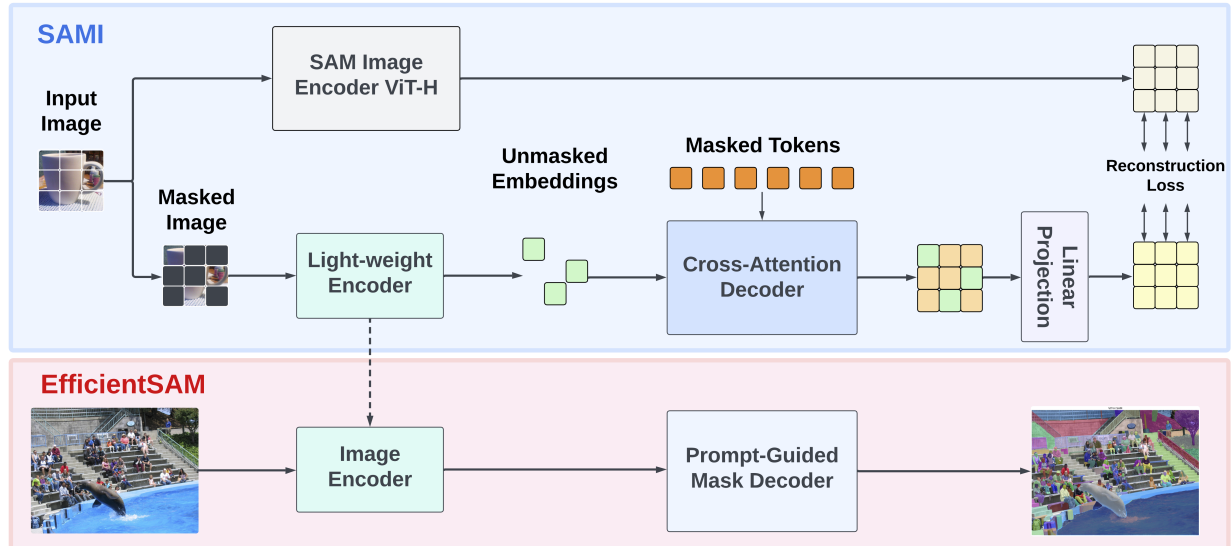 SAMI
SAM Image
Encoder ViT-H
Input
Image
Masked
Image
Light-weight
Encoder
Unmasked
Embeddings
Masked Tokens
Cross-Attention
Decoder
Linear
Projection
Reconstruction
Loss
EfficientSAM
Image
Encoder
Prompt-Guided
Mask Decoder